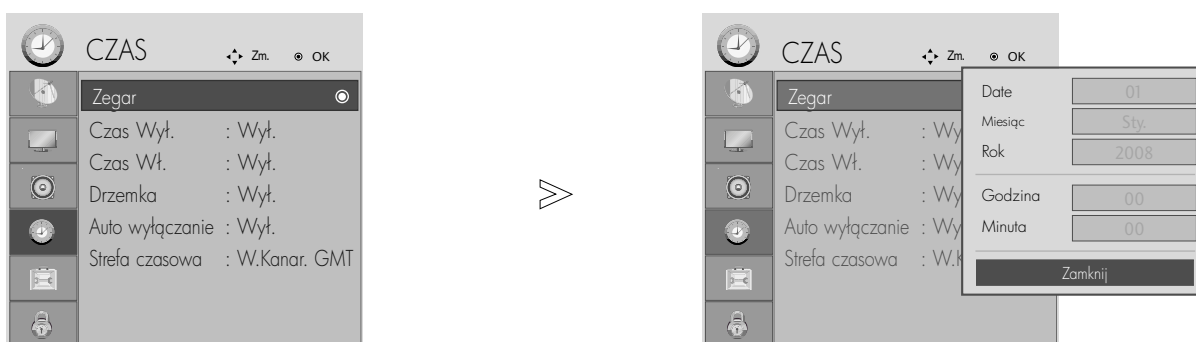 CZAS Zm. OK
Zegar
Czas Wył. : Wył.
Czas Wł. : Wył.
Drzemka : Wył.
Auto wyłączanie : Wył.
Strefa czasowa : W.Kanar. GMT
>
CZAS Zm. OK
Zegar
Czas Wył. : Wy
Czas Wł. : Wy
Drzemka : Wy
Auto wyłączanie : Wy
Strefa czasowa : W.K
Date 01
Miesiąc Sty.
Rok 2008
Godzina 00
Minuta 00
Zamknij